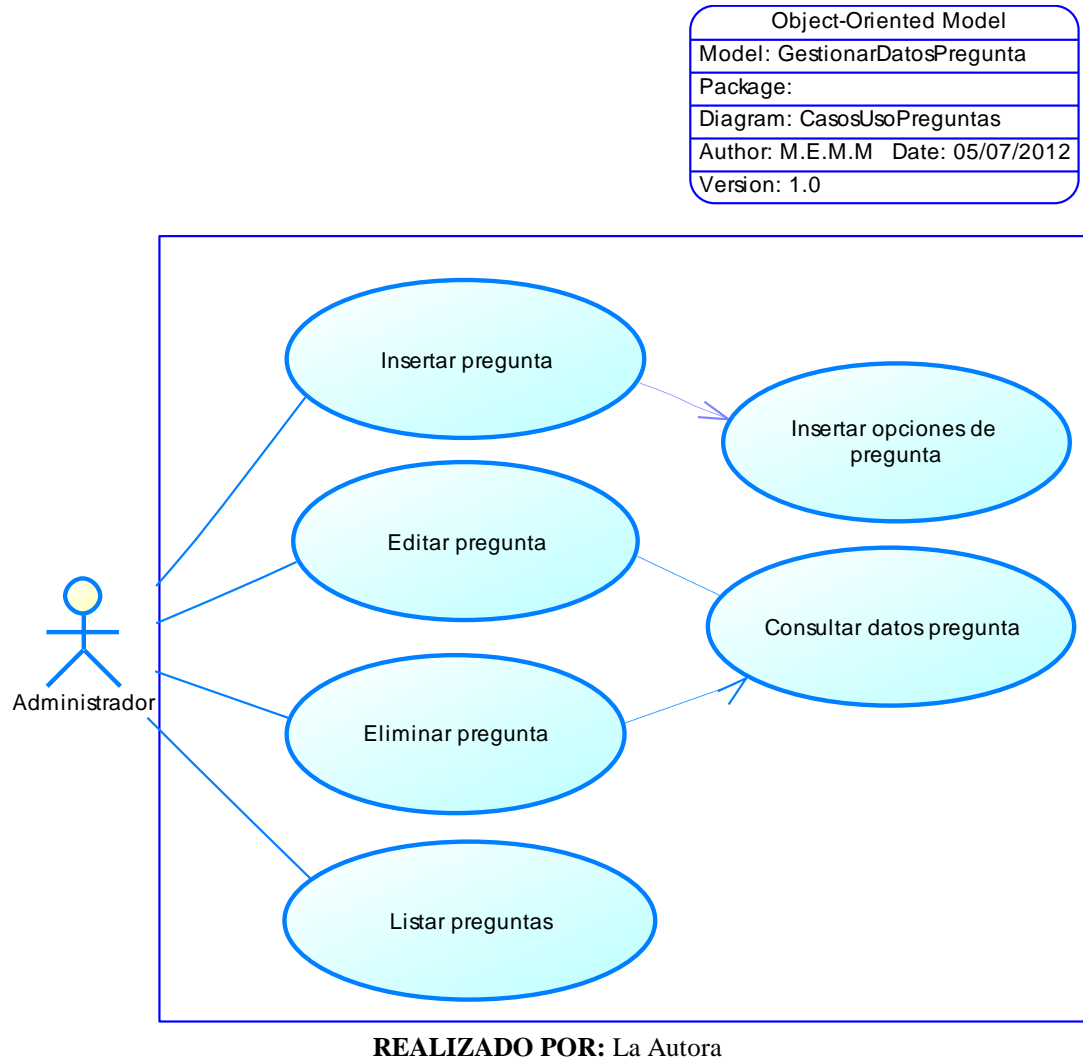 Object-Oriented Model
Model: GestionarDatosPregunta
Package:
Diagram: CasosUsoPreguntas
Author: M.E.M.M Date: 05/07/2012
Version: 1.0
Insertar pregunta
Insertar opciones de
pregunta
Editar pregunta
Consultar datos pregunta
Administrador
Eliminar pregunta
Listar preguntas
REALIZADO POR: La Autora